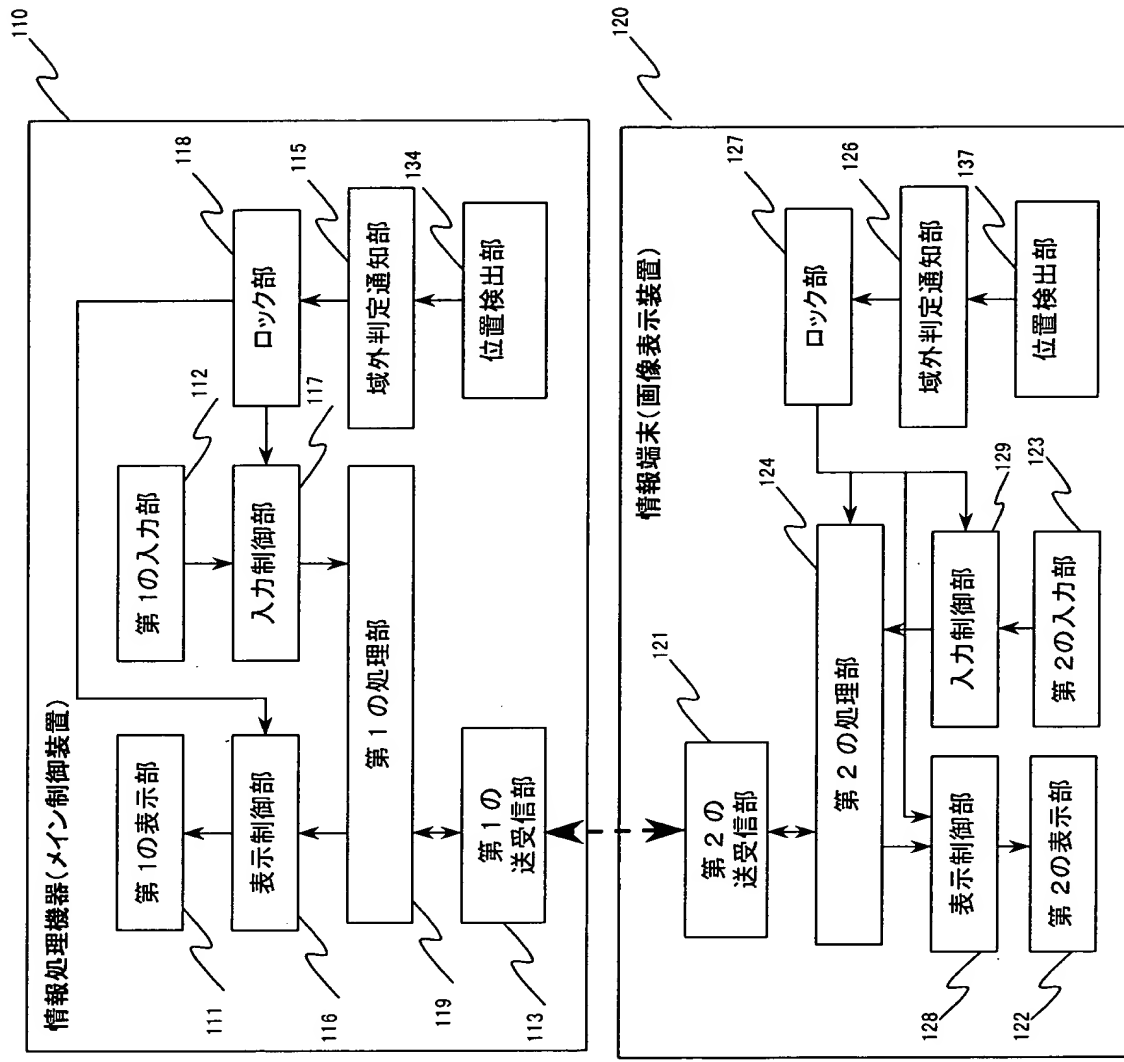 情報処理機器(メイン制御装置)
110
第1の表示部
111
第1の入力部
112
ロック部
118
表示制御部
116
入力制御部
117
域外判定通知部
115
第1の処理部
119
位置検出部
134
第1の
送受信部
113
情報端末(画像表示装置)
120
第2の
送受信部
121
ロック部
127
第2の処理部
124
域外判定通知部
126
表示制御部
128
入力制御部
129
位置検出部
137
第2の表示部
122
第2の入力部
123